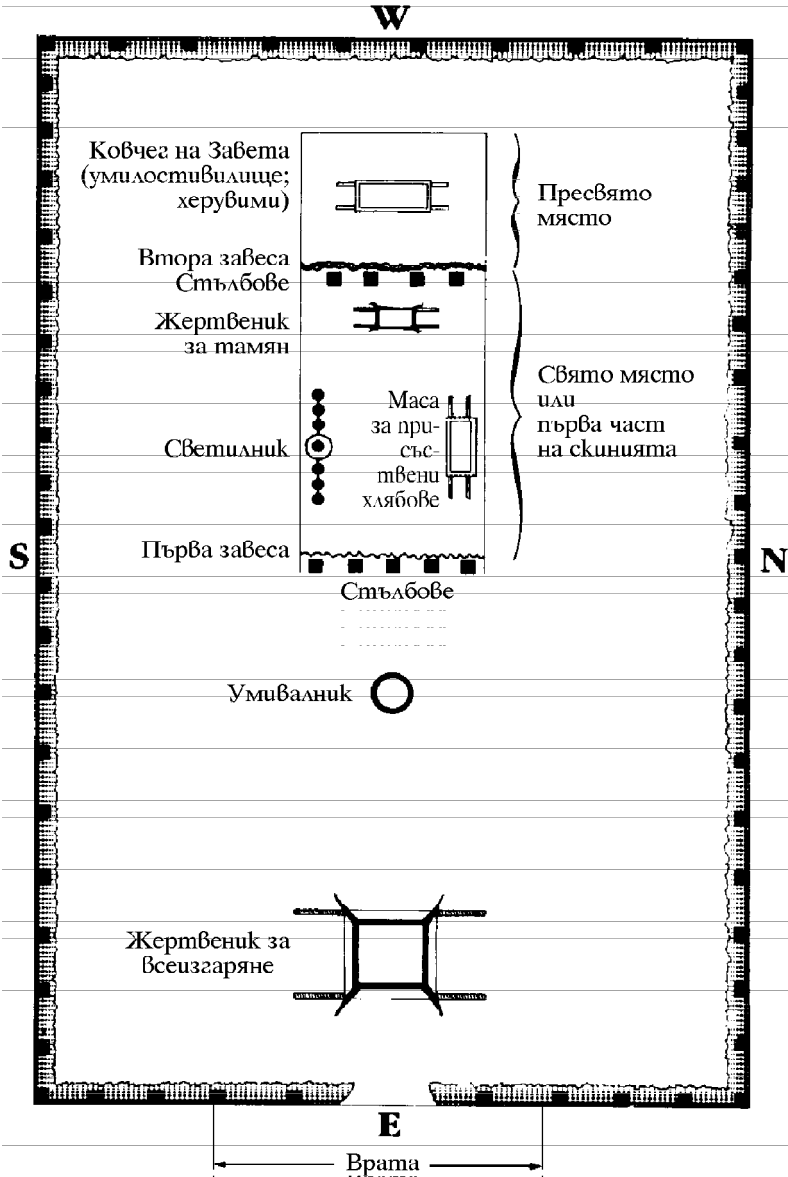 W
Ковчег на Завета
(умилостивилище;
херувими)
Пресвято
място
Втора завеса
Стълбове
Жертвеник
за тамян
Свято място
или
първа част
на скинията
Маса
за при-
със-
твени
хлябове
Светилник
S
N
Първа завеса
Стълбове
Умивалник
Жертвеник за
всеизгаряне
E
Врата